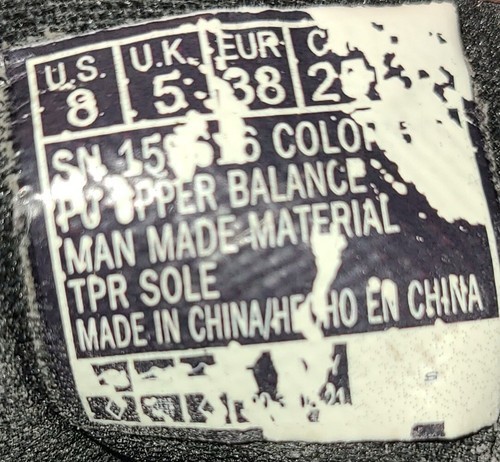 U.S. U.K. EUR
8 5 38
SN COLOR
UPPER BALANCE
MAN MADE MATERIAL
TPR SOLE
MADE IN CHINA/HECHO EN CHINA